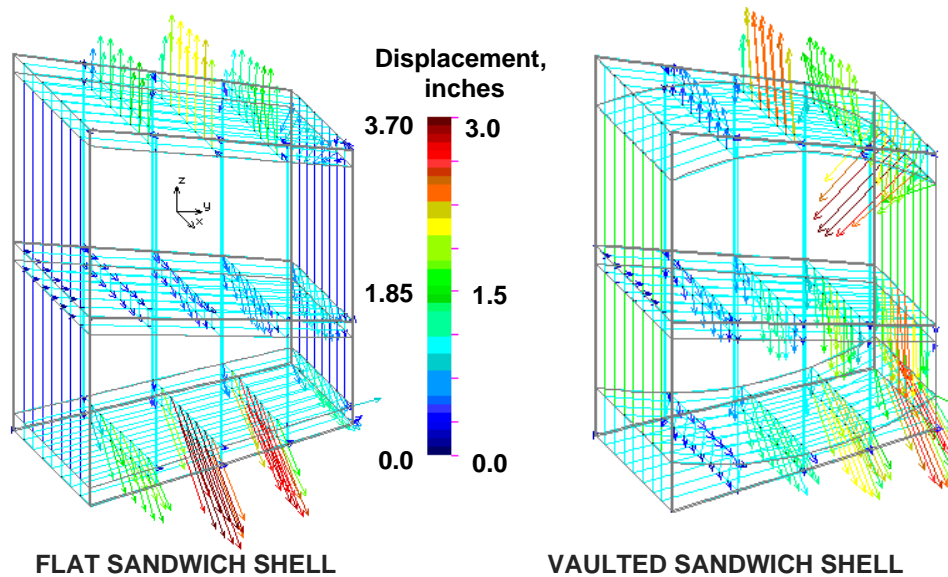 Displacement,
inches
3.70 3.0
z
y
x
1.85 1.5
0.0 0.0
FLAT SANDWICH SHELL VAULTED SANDWICH SHELL